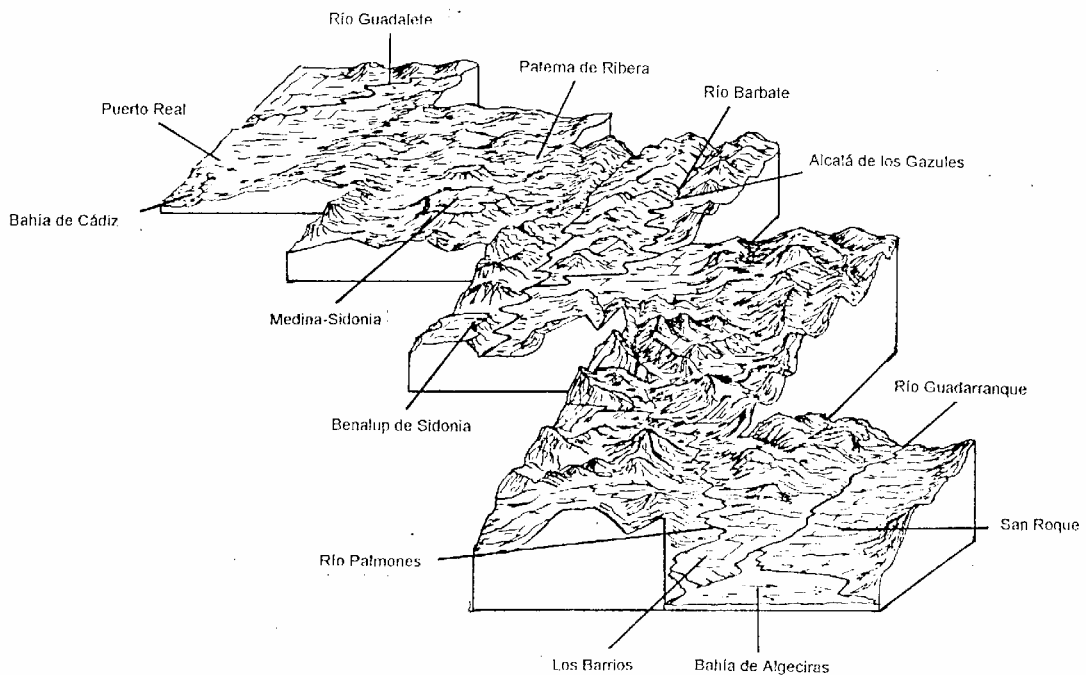 Río Guadalete
Paterna de Ribera
Río Barbate
Puerto Real
Alcalá de los Gazules
Bahía de Cádiz
Medina-Sidonia
Río Guadarranque
Benalup de Sidonia
San Roque
Río Palmones
Los Barrios
Bahía de Algeciras